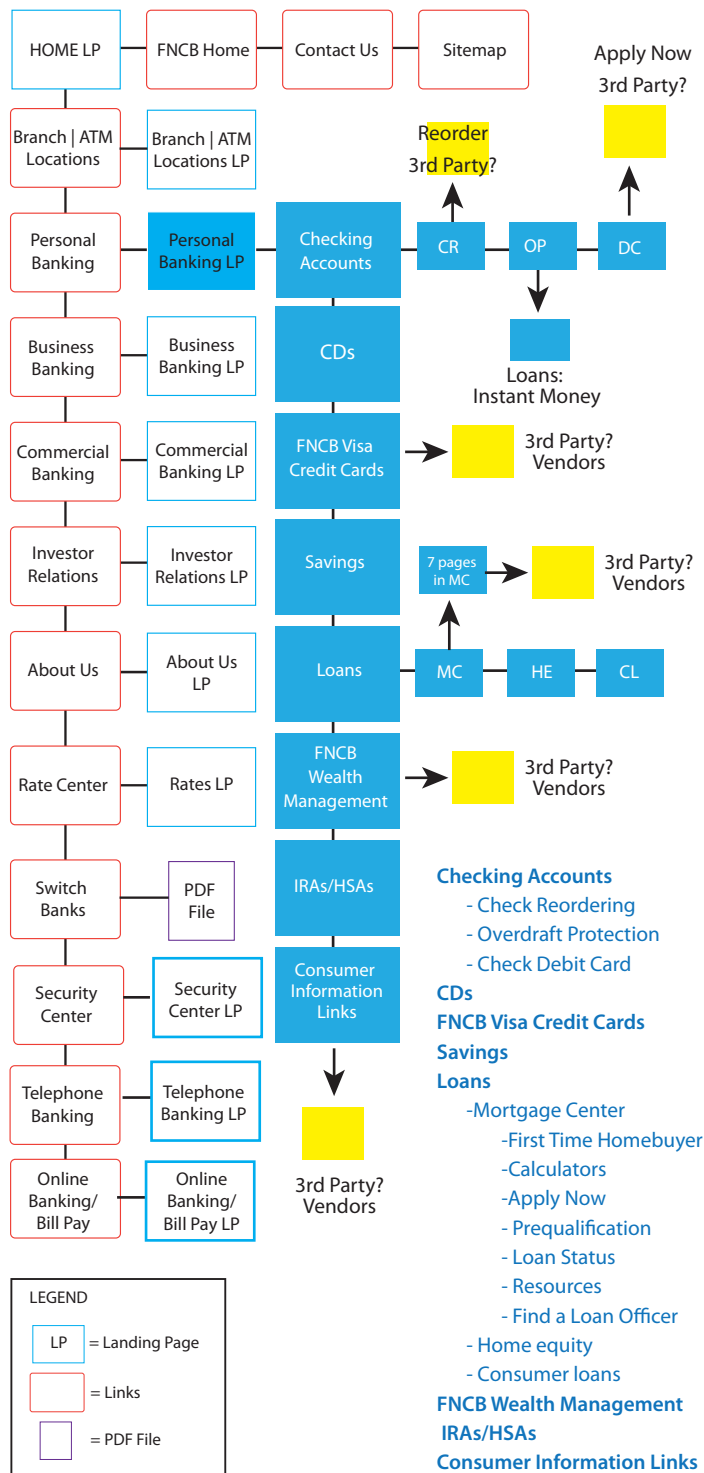 HOME LP
FNCB Home
Contact Us
Sitemap
Apply Now
3rd Party?
Branch | ATM
Locations
Branch | ATM
Locations LP
Reorder
3rd Party?
Personal
Banking
Personal
Banking LP
Checking
Accounts
CR
OP
DC
Business
Banking
Business
Banking LP
CDs
Loans:
Instant Money
Commercial
Banking
Commercial
Banking LP
FNCB Visa
Credit Cards
3rd Party?
Vendors
Investor
Relations
Investor
Relations LP
Savings
7 pages
in MC
3rd Party?
Vendors
About Us
About Us
LP
Loans
MC
HE
CL
Rate Center
Rates LP
FNCB
Wealth
Management
3rd Party?
Vendors
Switch
Banks
PDF
File
IRAs/HSAs
Security
Center
Security
Center LP
Consumer
Information
Links
Telephone
Banking
Telephone
Banking LP
3rd Party?
Vendors
Online
Banking/
Bill Pay
Online
Banking/
Bill Pay LP
Checking Accounts
- Check Reordering
- Overdraft Protection
- Check Debit Card
CDs
FNCB Visa Credit Cards
Savings
Loans
-Mortgage Center
-First Time Homebuyer
-Calculators
-Apply Now
- Prequalification
- Loan Status
- Resources
- Find a Loan Officer
- Home equity
- Consumer loans
FNCB Wealth Management
IRAs/HSAs
Consumer Information Links
LEGEND
LP = Landing Page
= Links
= PDF File